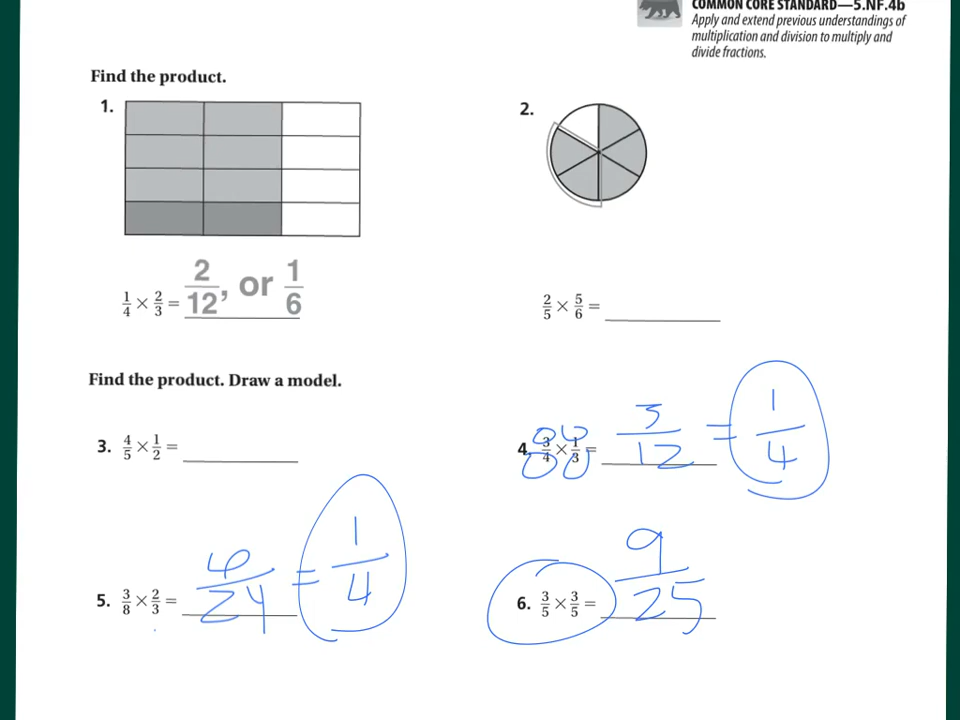 COMMON CORE STANDARD—5.NF.4b
Apply and extend previous understandings of
multiplication and division to multiply and
divide fractions.
Find the product.
1.
2.
1/4 × 2/3 = 2/12, or 1/6
2/5 × 5/6 =
Find the product. Draw a model.
3. 4/5 × 1/2 =
4. 3/4 × 1/3 = 3/12 = 1/4
5. 3/8 × 2/3 = 6/24 = 1/4
6. 3/5 × 3/5 = 9/25